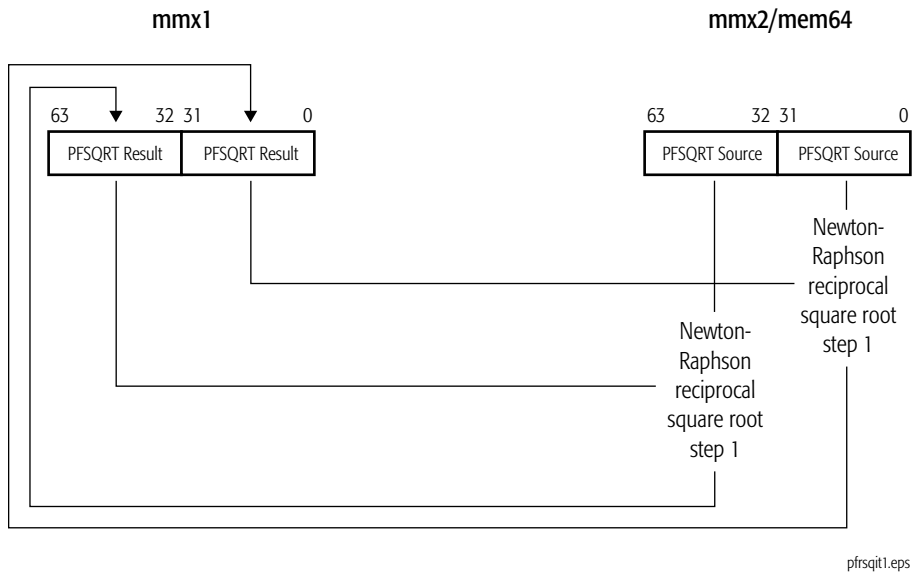 mmx1
mmx2/mem64
63 32 31 0
63 32 31 0
PFSQRT Result PFSQRT Result
PFSQRT Source PFSQRT Source
Newton-
Raphson
reciprocal
square root
step 1
Newton-
Raphson
reciprocal
square root
step 1
pfrsqit1.eps